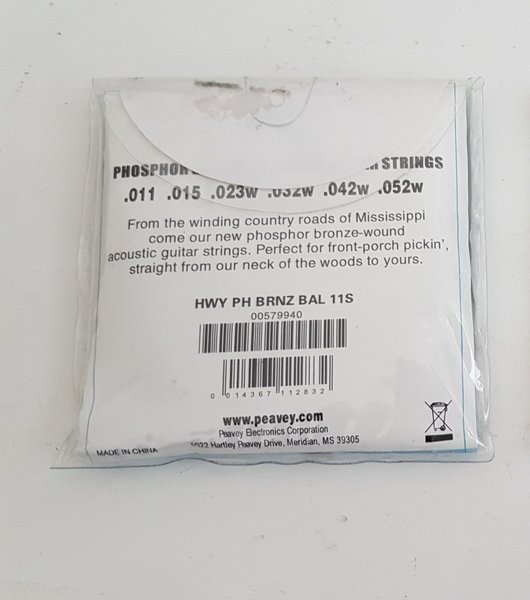 PHOSPHOR STRINGS
.011 .015 .023w .032w .042w .052w
From the winding country roads of Mississippi
come our new phosphor bronze-wound
acoustic guitar strings. Perfect for front-porch pickin',
straight from our neck of the woods to yours.
HWY PH BRNZ BAL 11S
00579940
0 14367 11283 2
www.peavey.com
Peavey Electronics Corporation
5022 Hartley Peavey Drive, Meridian, MS 39305
MADE IN CHINA